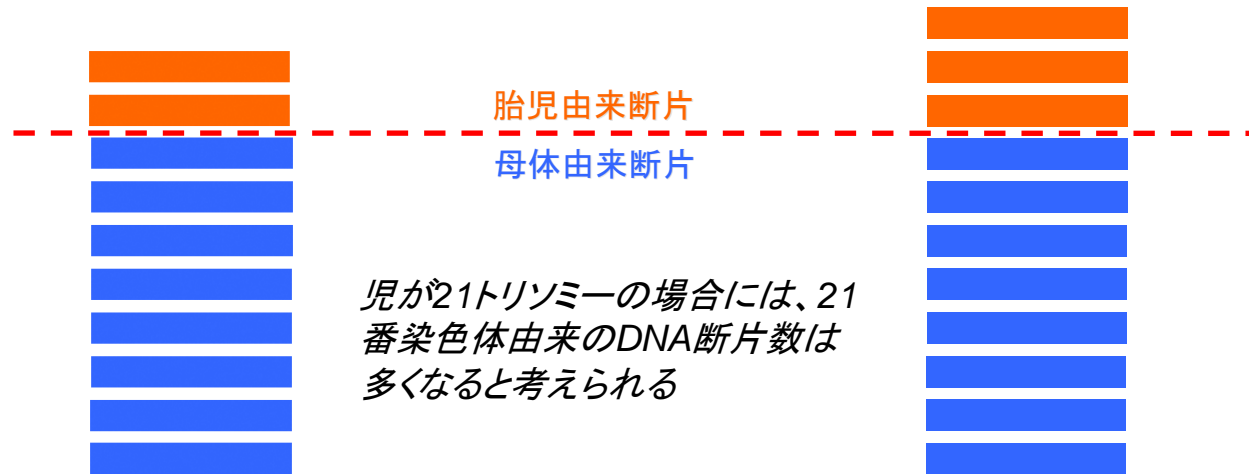 胎児由来断片
母体由来断片
児が21トリソミーの場合には、21
番染色体由来のDNA断片数は
多くなると考えられる